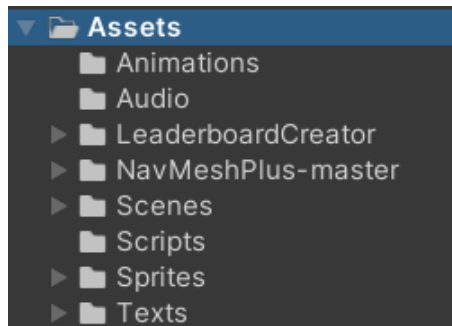 Assets
Animations
Audio
LeaderboardCreator
NavMeshPlus-master
Scenes
Scripts
Sprites
Texts